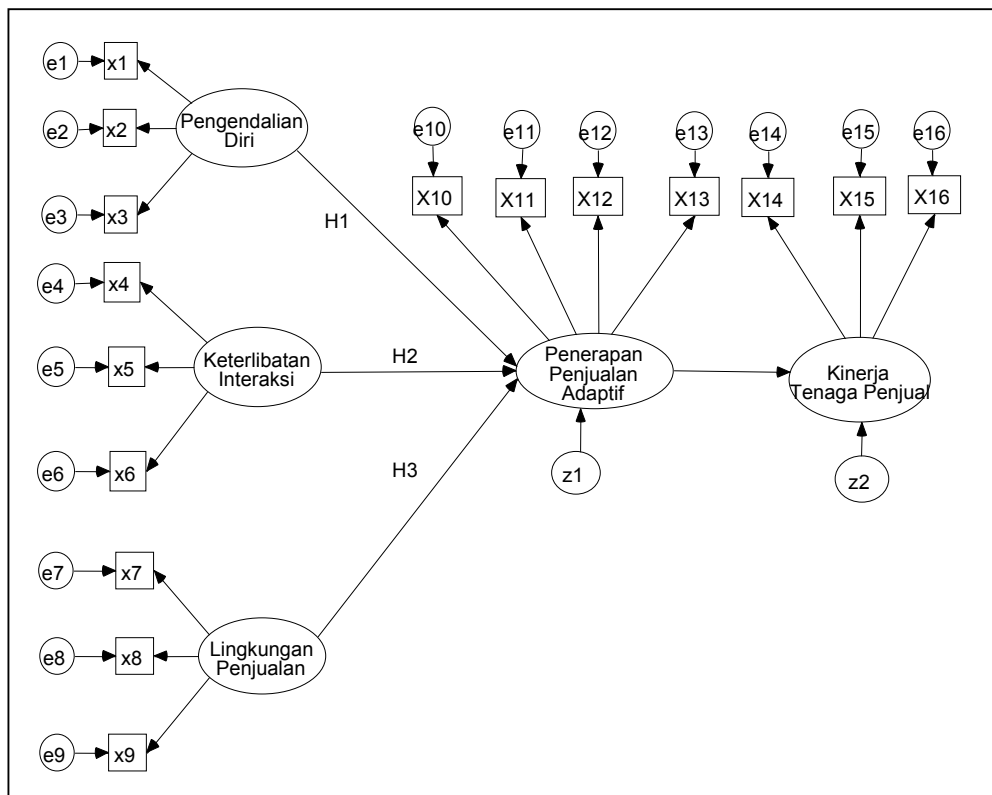 e1
x1
e2
x2
e3
x3
Pengendalian
Diri
H1
e10
e11
e12
e13
e14
e15
e16
X10
X11
X12
X13
X14
X15
X16
e4
x4
e5
x5
e6
x6
Keterlibatan
Interaksi
H2
Penerapan
Penjualan
Adaptif
Kinerja
Tenaga Penjual
z1
z2
H3
e7
x7
e8
x8
e9
x9
Lingkungan
Penjualan